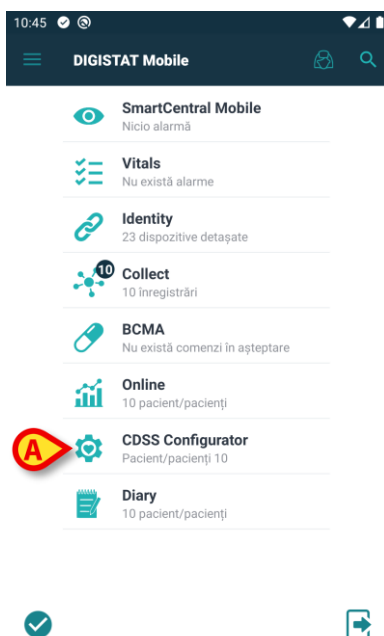 10:45
DIGISTAT Mobile
SmartCentral Mobile
Nicio alarmă
Vitals
Nu există alarme
Identity
23 dispozitive detașate
10
Collect
10 înregistrări
BCMA
Nu există comenzi în așteptare
Online
10 pacient/pacienți
A
CDSS Configurator
Pacient/pacienți 10
Diary
10 pacient/pacienți